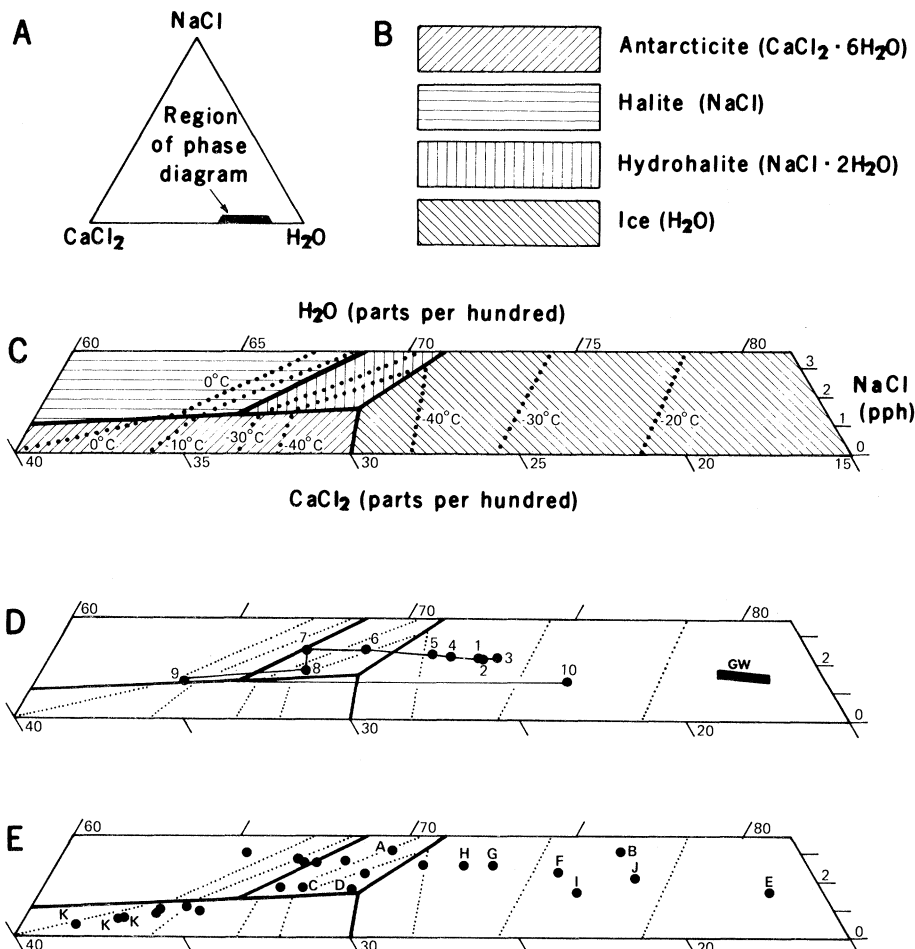 A
NaCl
Region
of phase
diagram
CaCl2
H2O
B
Antarcticite (CaCl2 · 6H2O)
Halite (NaCl)
Hydrohalite (NaCl · 2H2O)
Ice (H2O)
H2O (parts per hundred)
C
60 65 70 75 80
3
2
1
0
NaCl
(pph)
0°C
0°C -10°C 30°C -40°C -40°C -30°C -20°C
40 35 30 25 20 15
CaCl2 (parts per hundred)
D
60 70 80
7 6 5 4 1 3
2
9 8 10
GW
2
0
40 30 20
E
60 70 80
A B
H G F J
C D I E
K K K
2
0
40 30 20